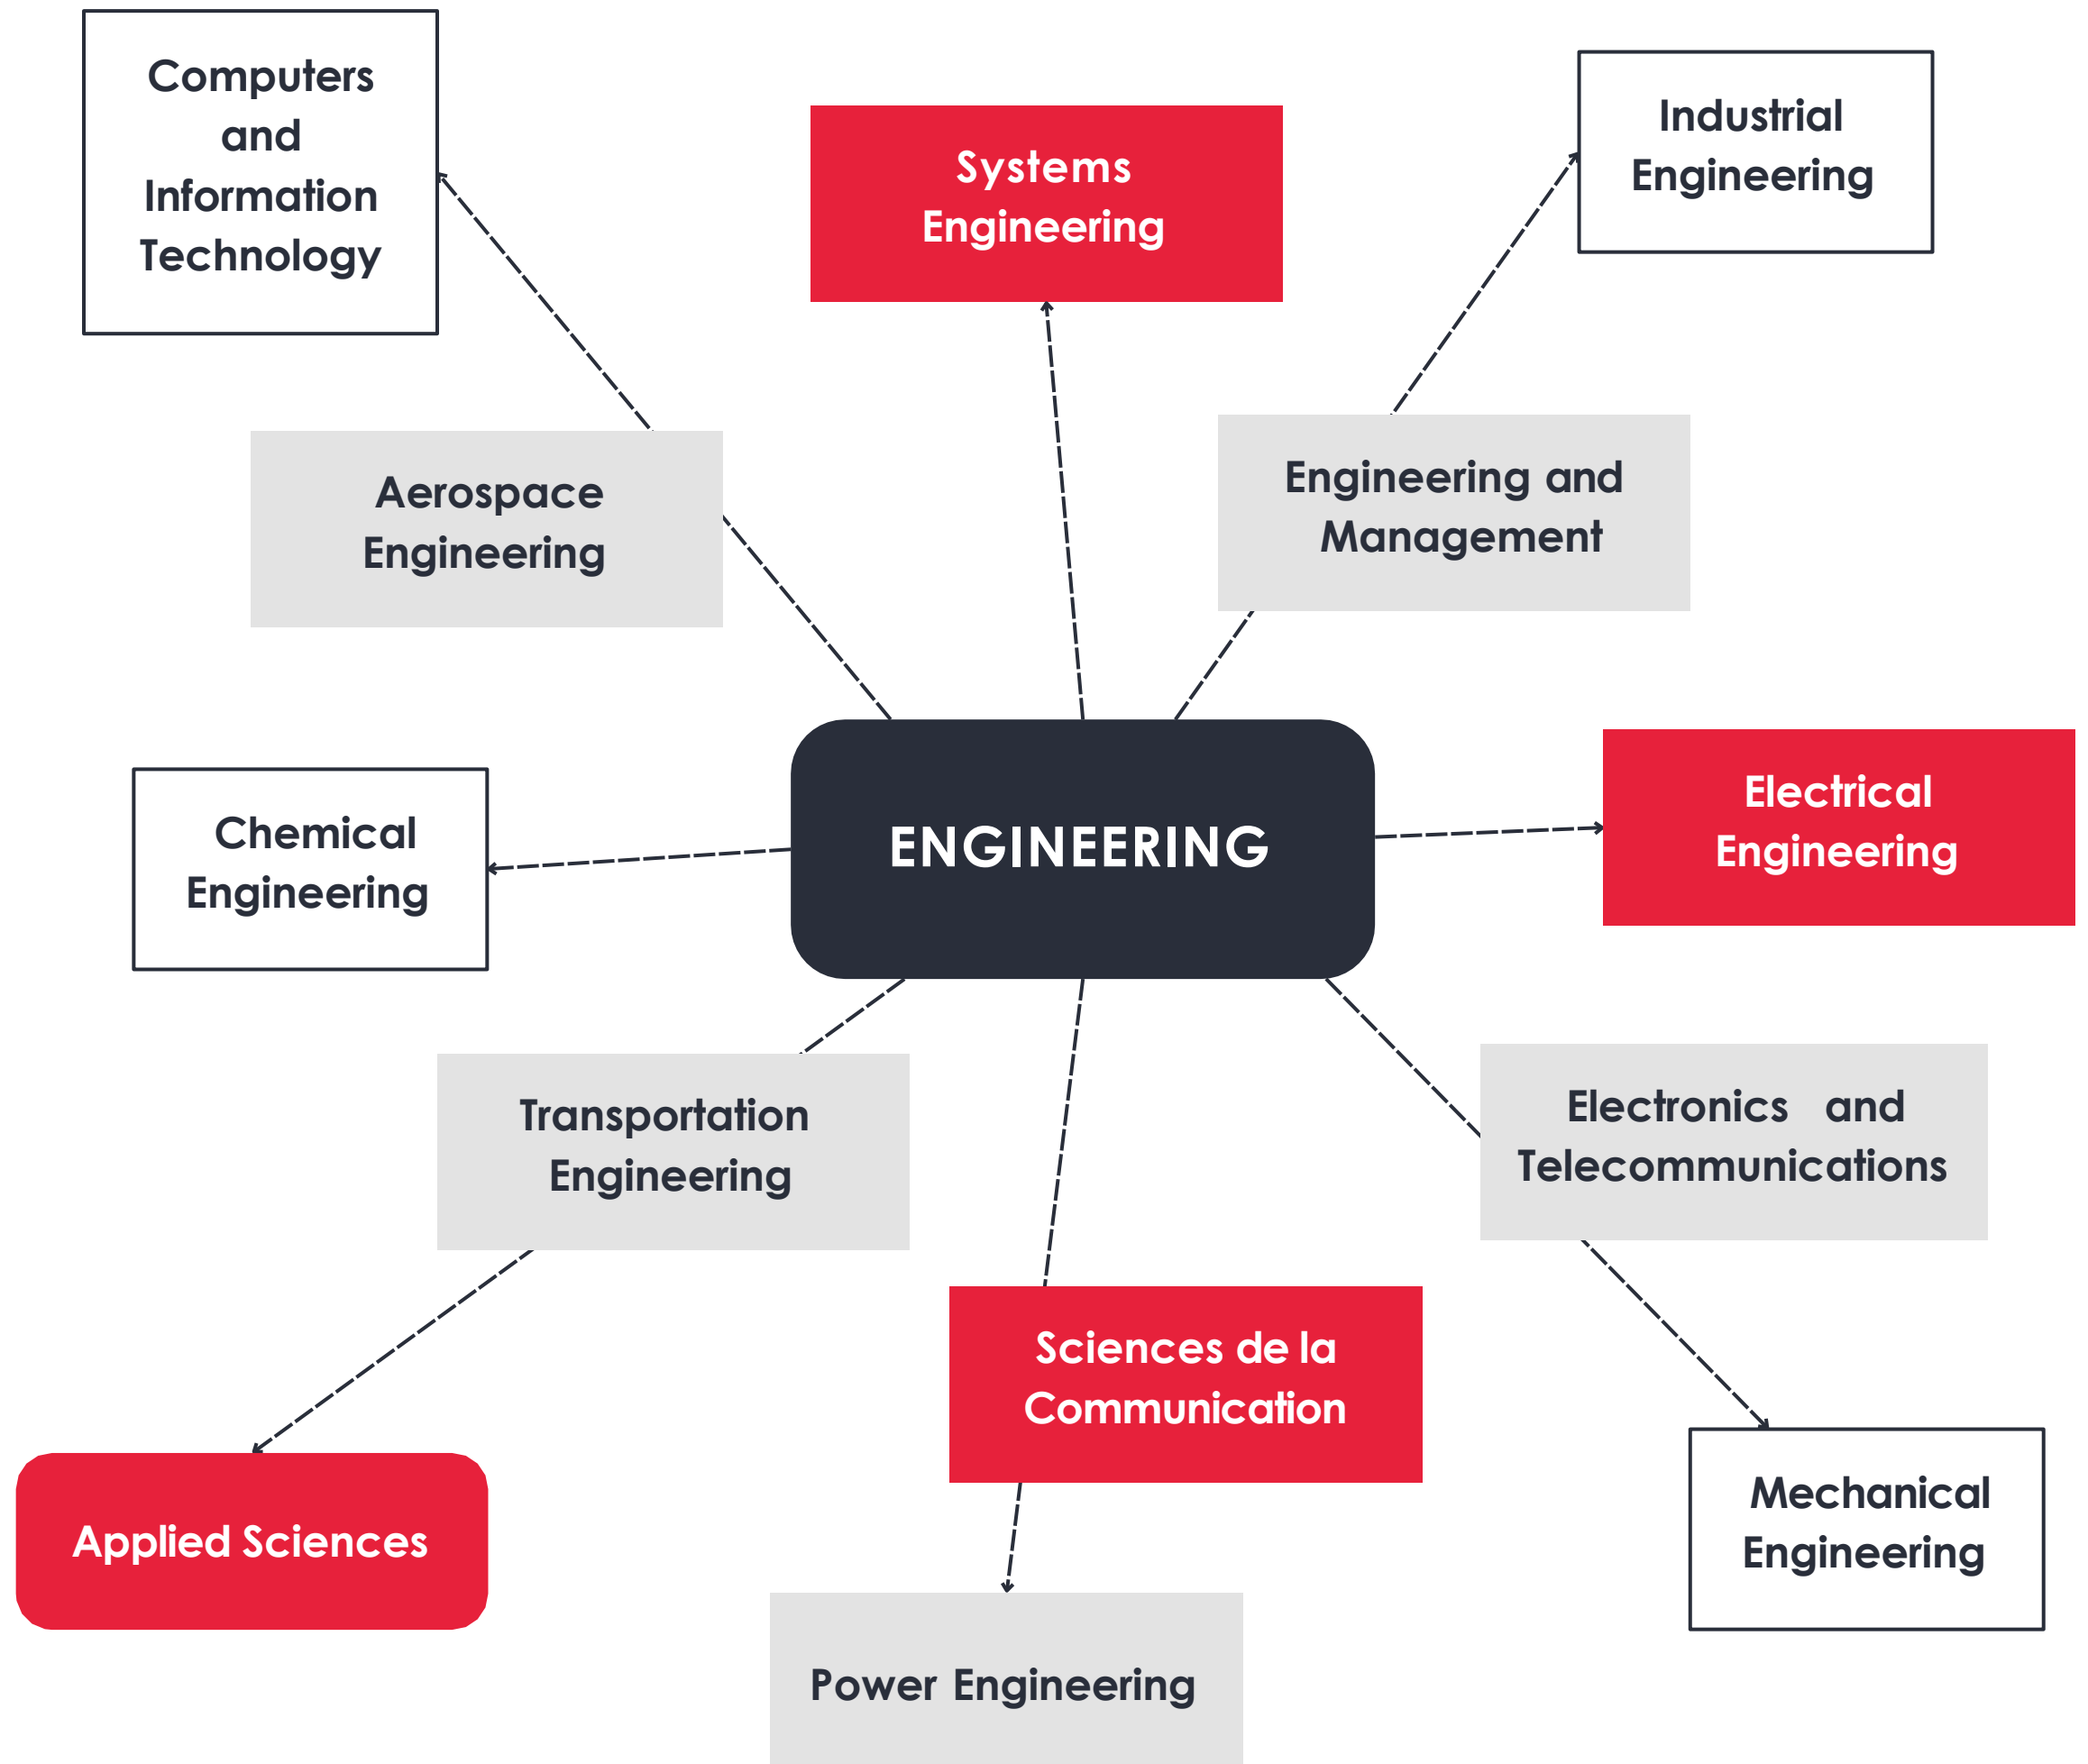 Computers
and
Information
Technology
Systems
Engineering
Industrial
Engineering
Aerospace
Engineering
Engineering and
Management
Chemical
Engineering
ENGINEERING
Electrical
Engineering
Transportation
Engineering
Electronics and
Telecommunications
Sciences de la
Communication
Applied Sciences
Mechanical
Engineering
Power Engineering